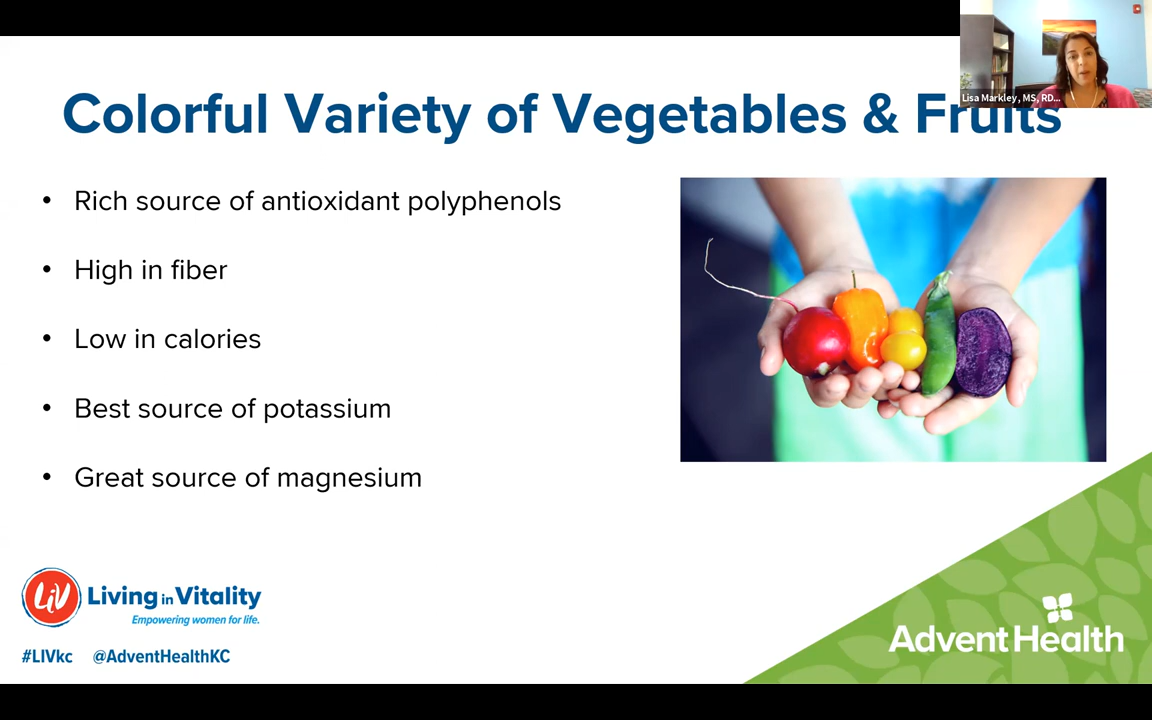 Lisa Markley, MS, RD...
Colorful Variety of Vegetables & Fruits
• Rich source of antioxidant polyphenols
• High in fiber
• Low in calories
• Best source of potassium
• Great source of magnesium
LiV
Living in Vitality
Empowering women for life.
#LIVkc @AdventHealthKC
Advent Health